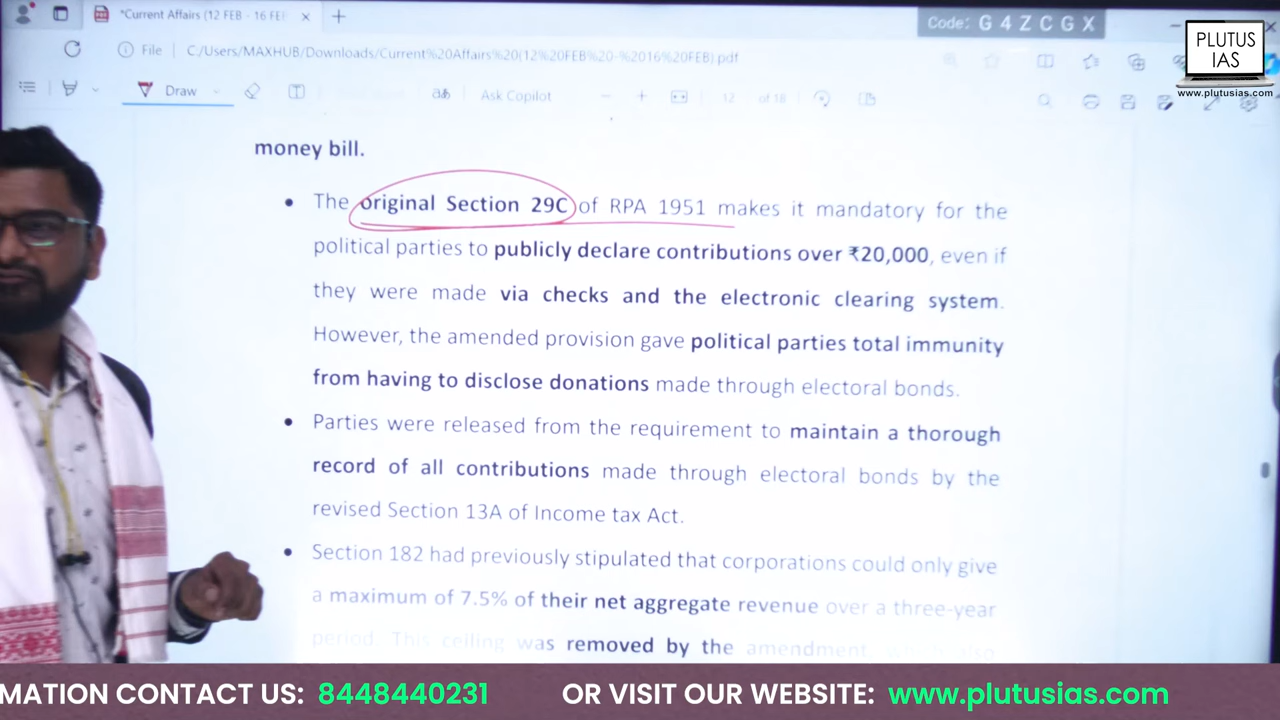 *Current Affairs (12 FEB - 16 FE
Code: G 4 Z C G X
PLUTUS
IAS
www.plutusias.com
File C:/Users/MAXHUB/Downloads/Current%20Affairs%20(12%20FEB%20-%2016%20FEB).pdf
Draw
Ask Copilot
12 of 18
money bill.
• The original Section 29C of RPA 1951 makes it mandatory for the
political parties to publicly declare contributions over ₹20,000, even if
they were made via checks and the electronic clearing system.
However, the amended provision gave political parties total immunity
from having to disclose donations made through electoral bonds.
• Parties were released from the requirement to maintain a thorough
record of all contributions made through electoral bonds by the
revised Section 13A of Income tax Act.
• Section 182 had previously stipulated that corporations could only give
a maximum of 7.5% of their net aggregate revenue over a three-year
period. This ceiling was removed by the amendment, which also
MATION CONTACT US: 8448440231 OR VISIT OUR WEBSITE: www.plutusias.com